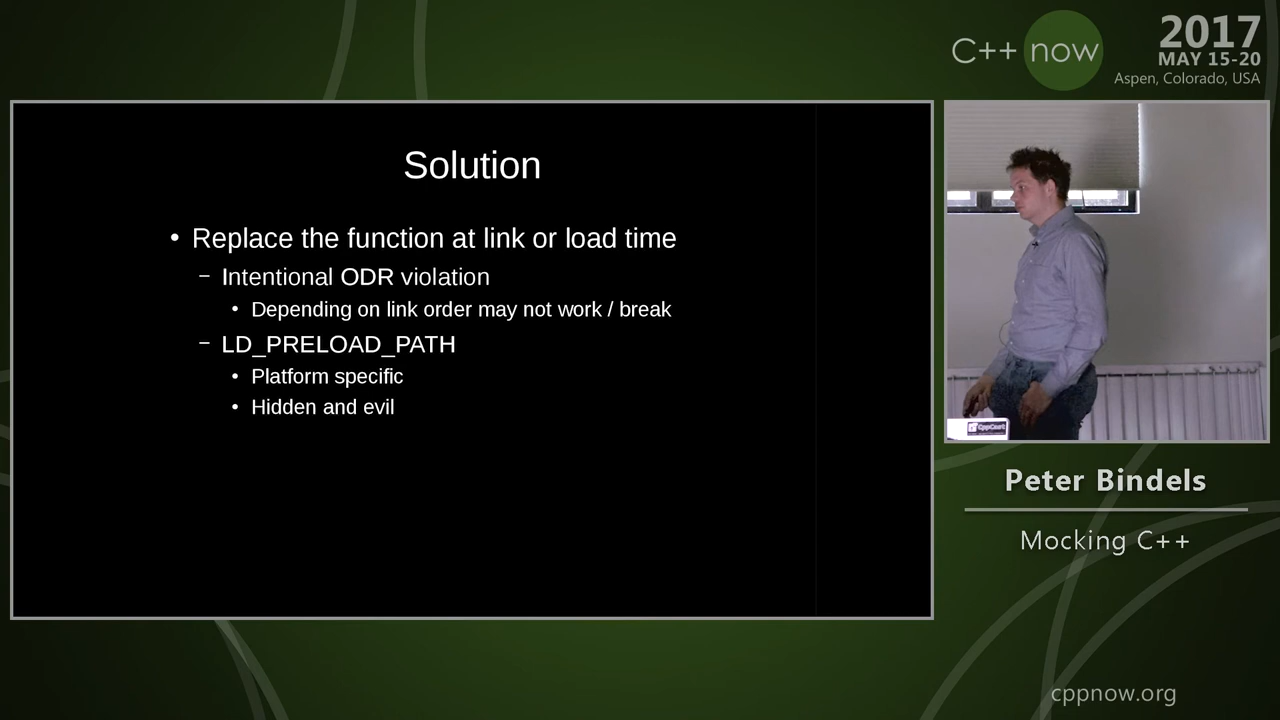 C++ now
2017
MAY 15-20
Aspen, Colorado, USA
Solution
• Replace the function at link or load time
– Intentional ODR violation
• Depending on link order may not work / break
– LD_PRELOAD_PATH
• Platform specific
• Hidden and evil
Peter Bindels
Mocking C++
cppnow.org